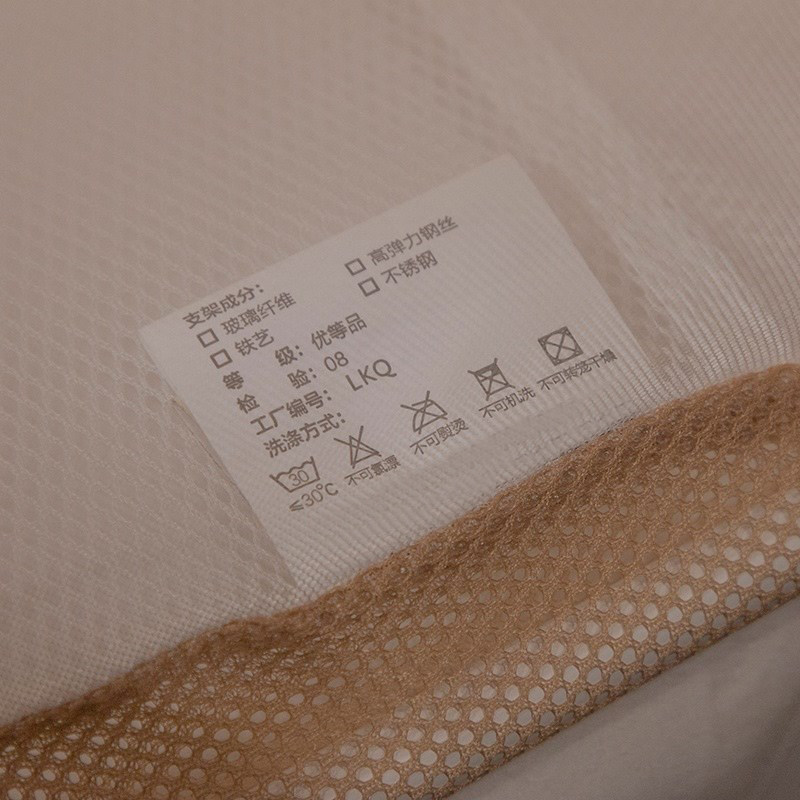 支架成分：
□ 玻璃纤维 □ 高弹力钢丝
□ 铁艺 □ 不锈钢
等 级：优等品
检 验：08
工厂编号： LKQ
洗涤方式：
30
≤30℃ 不可氯漂 不可熨烫 不可机洗 不可转笼干燥